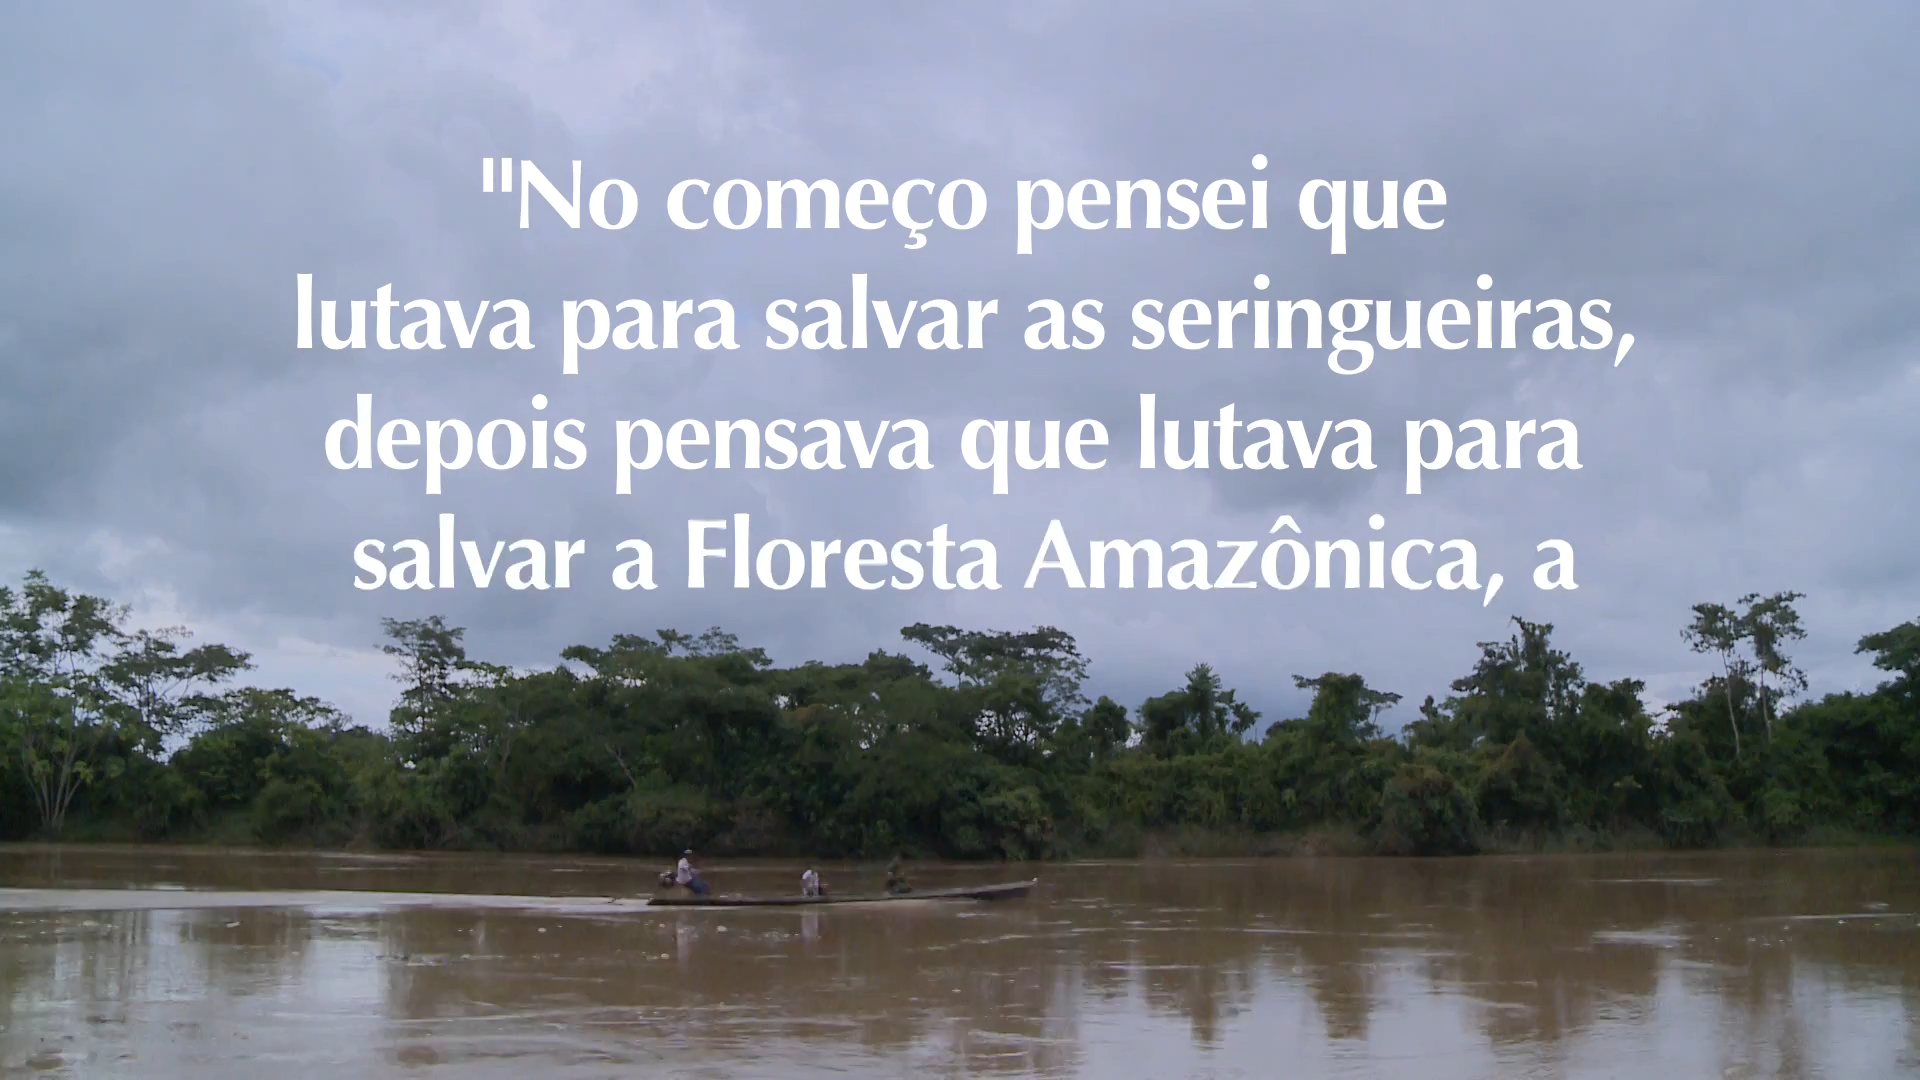 "No começo pensei que
lutava para salvar as seringueiras,
depois pensava que lutava para
salvar a Floresta Amazônica, a